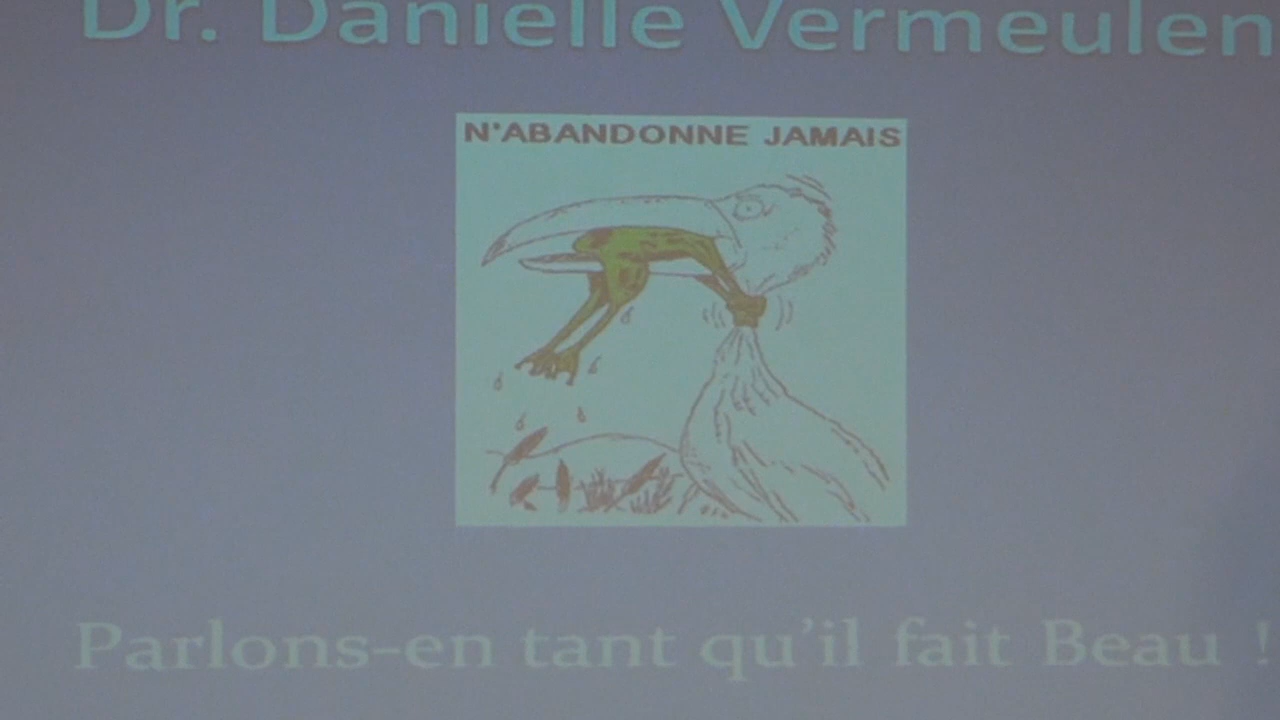 Dr. Danielle Vermeulen
N'ABANDONNE JAMAIS
Parlons-en tant qu'il fait Beau !